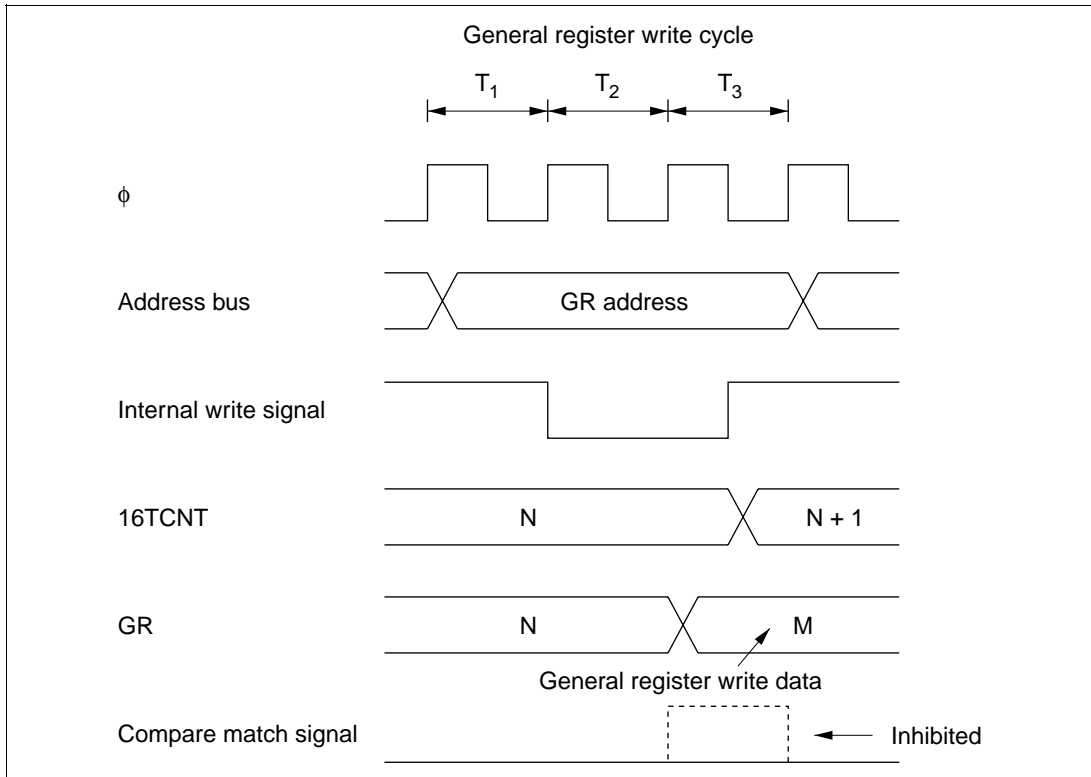 General register write cycle
T1 T2 T3
φ
Address bus GR address
Internal write signal
16TCNT N N + 1
GR N M
General register write data
Compare match signal Inhibited